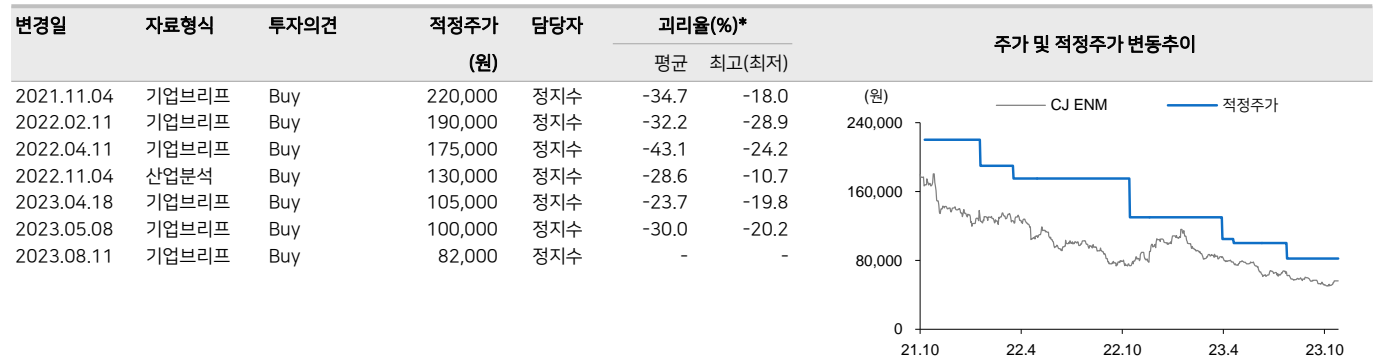 변경일 자료형식 투자의견 적정주가 담당자 괴리율(%)*
(원) 평균 최고(최저)
2021.11.04 기업브리프 Buy 220,000 정지수 -34.7 -18.0
2022.02.11 기업브리프 Buy 190,000 정지수 -32.2 -28.9
2022.04.11 기업브리프 Buy 175,000 정지수 -43.1 -24.2
2022.11.04 산업분석 Buy 130,000 정지수 -28.6 -10.7
2023.04.18 기업브리프 Buy 105,000 정지수 -23.7 -19.8
2023.05.08 기업브리프 Buy 100,000 정지수 -30.0 -20.2
2023.08.11 기업브리프 Buy 82,000 정지수 - -
주가 및 적정주가 변동추이
(원) CJ ENM 적정주가
240,000
160,000
80,000
0
21.10 22.4 22.10 23.4 23.10